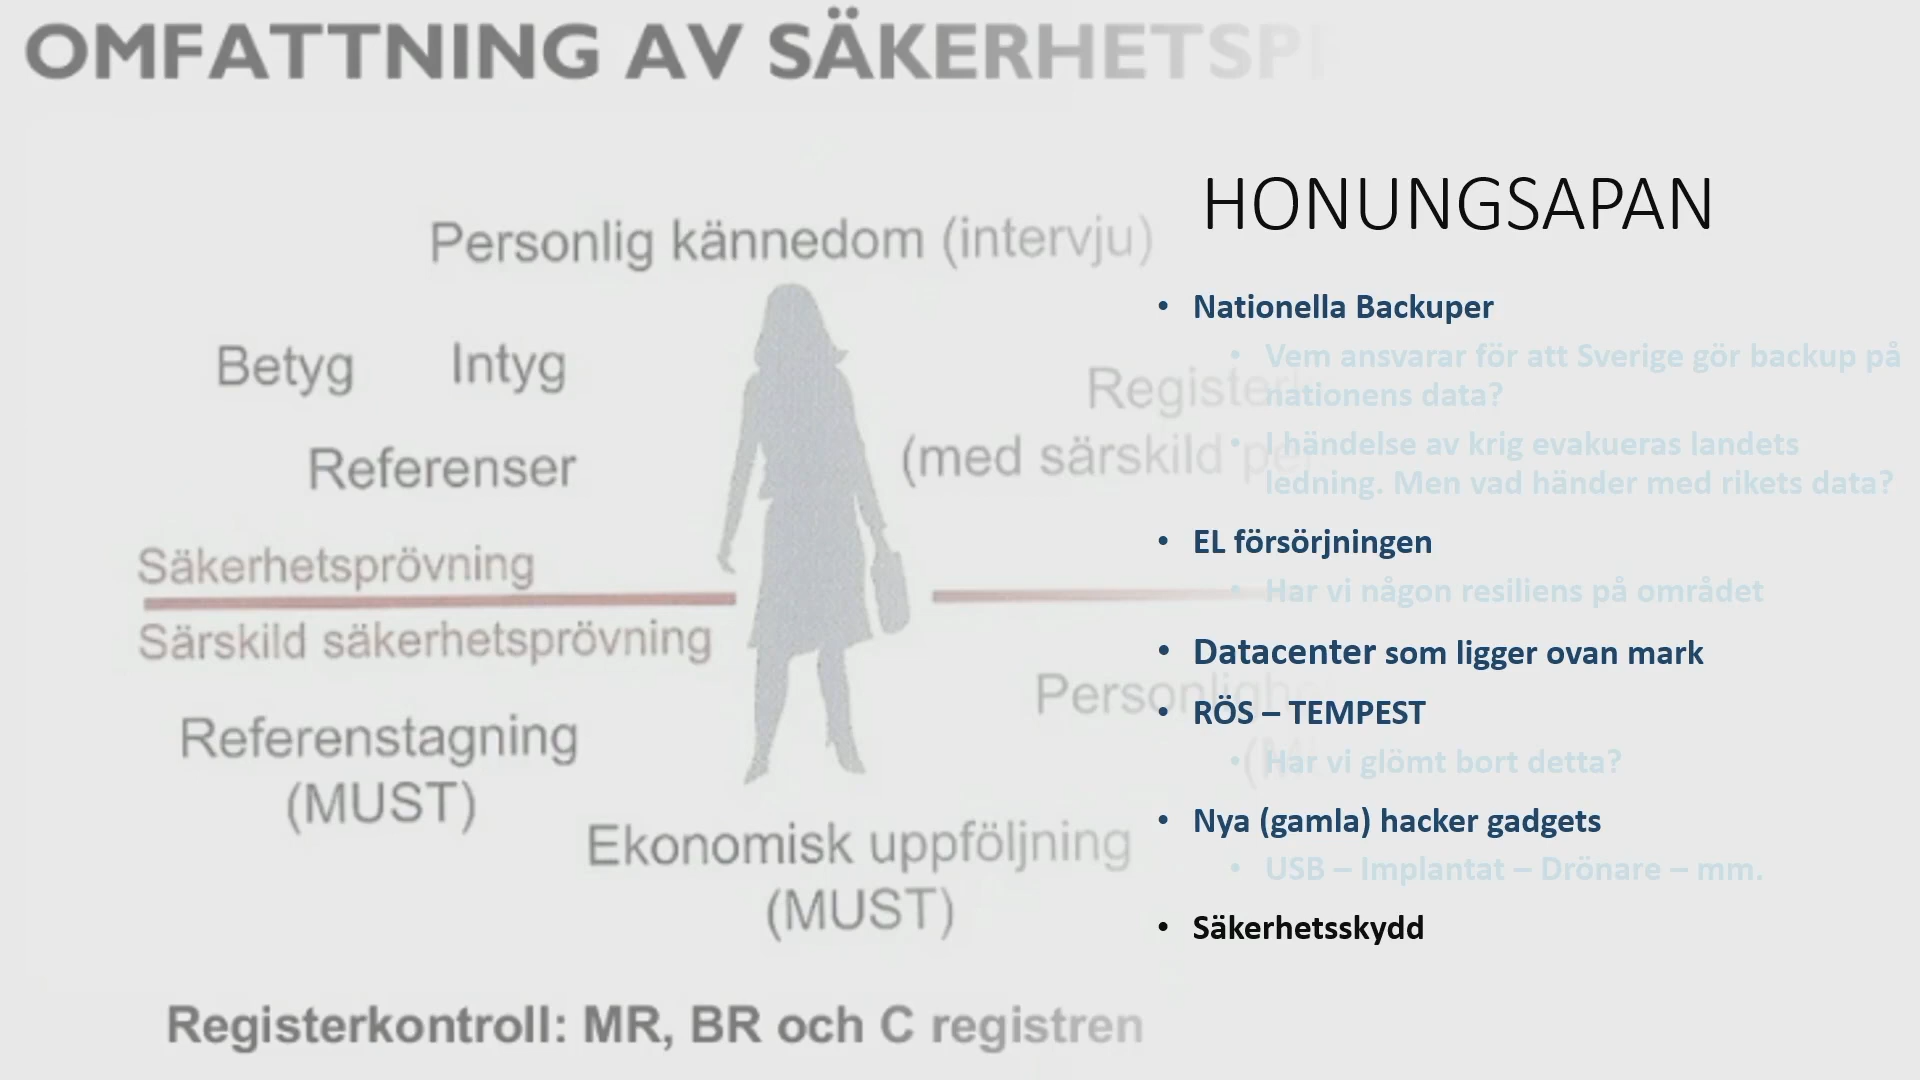 OMFATTNING AV SÄKERHETSP
Personlig kännedom (intervju)
Betyg Intyg
Referenser
(med särskild
Säkerhetsprövning
Särskild säkerhetsprövning
Referenstagning
(MUST)
Ekonomisk uppföljning
(MUST)
Registerkontroll: MR, BR och C registren
HONUNGSAPAN
• Nationella Backuper
• Vem ansvarar för att Sverige gör backup på
nationens data?
• I händelse av krig evakueras landets
ledning. Men vad händer med rikets data?
• EL försörjningen
• Har vi någon resiliens på området
• Datacenter som ligger ovan mark
• RÖS – TEMPEST
• Har vi glömt bort detta?
• Nya (gamla) hacker gadgets
• USB – Implantat – Drönare – mm.
• Säkerhetsskydd